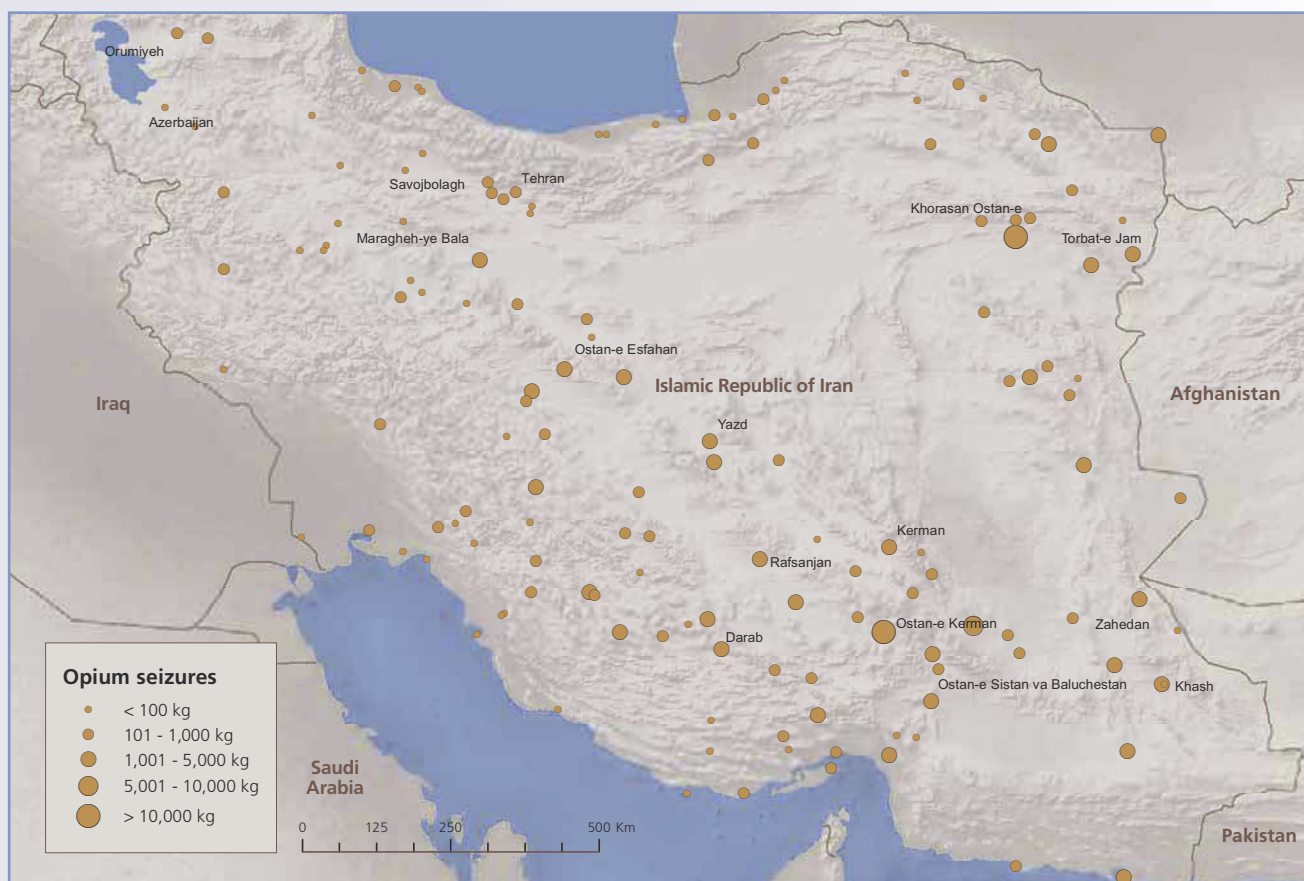 Orumiyeh
Azerbaijan
Savojbolagh
Tehran
Maragheh-ye Bala
Khorasan Ostan-e
Torbat-e Jam
Ostan-e Esfahan
Islamic Republic of Iran
Iraq
Afghanistan
Yazd
Kerman
Rafsanjan
Darab
Ostan-e Kerman
Zahedan
Ostan-e Sistan va Baluchestan
Khash
Opium seizures
< 100 kg
101 - 1,000 kg
1,001 - 5,000 kg
5,001 - 10,000 kg
> 10,000 kg
Saudi
Arabia
0 125 250 500 Km
Pakistan